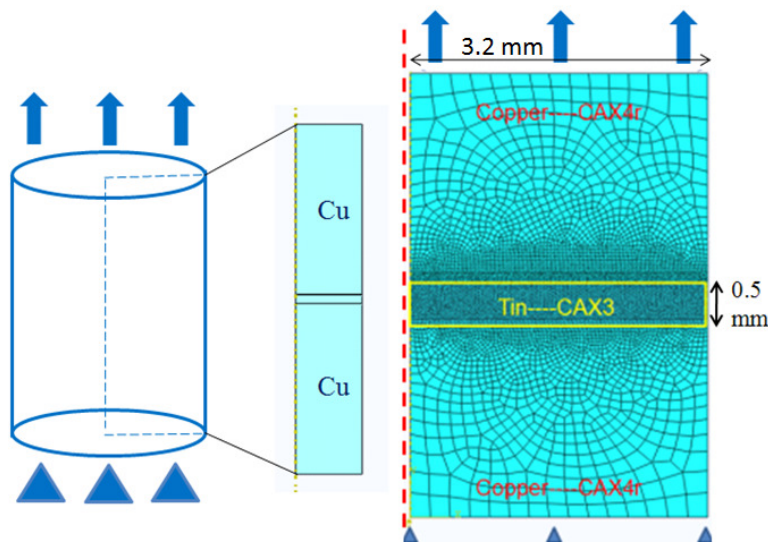 3.2 mm
Copper----CAX4r
Cu
Tin----CAX3
0.5
mm
Cu
Copper----CAX4r